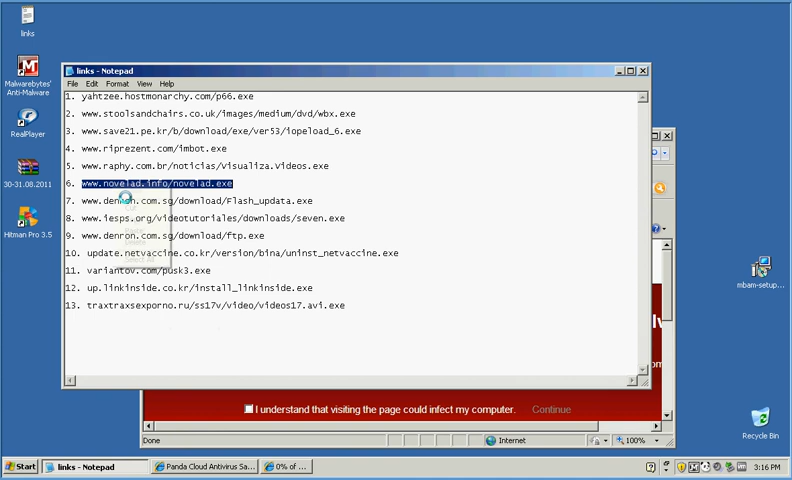 links
links - Notepad
File Edit Format View Help
Malwarebytes' Anti-Malware
RealPlayer
30-31.08.2011
Hitman Pro 3.5
1. yahtzee.hostmonarchy.com/p66.exe
2. www.stoolsandchairs.co.uk/images/medium/dvd/wbx.exe
3. www.save21.pe.kr/b/download/exe/ver53/iopeload_6.exe
4. www.riprezent.com/imbot.exe
5. www.raphy.com.br/noticias/visualiza.videos.exe
6. www.novelad.info/novelad.exe
7. www.denron.com.sg/download/Flash_updata.exe
8. www.iesps.org/videotutoriales/downloads/seven.exe
9. www.denron.com.sg/download/ftp.exe
10. update.netvaccine.co.kr/version/bina/uninst_netvaccine.exe
11. variantov.com/pusk3.exe
12. up.linkinside.co.kr/install_linkinside.exe
13. traxtraxsexporno.ru/ss17v/video/videos17.avi.exe
mbam-setup...
Recycle Bin
I understand that visiting the page could infect my computer. Continue
Done Internet 100%
Start links - Notepad Panda Cloud Antivirus Sa... 0% of ... 3:16 PM